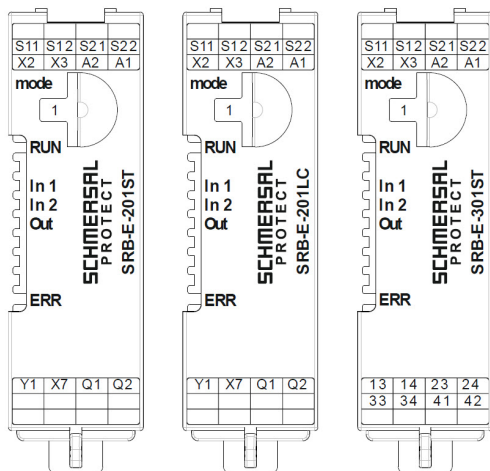 S11 S12 S21 S22
X2 X3 A2 A1
mode
1
RUN
In 1
In 2
Out
ERR
SCHMERSAL
PROTECT
SRB-E-201ST
Y1 X7 Q1 Q2
S11 S12 S21 S22
X2 X3 A2 A1
mode
1
RUN
In 1
In 2
Out
ERR
SCHMERSAL
PROTECT
SRB-E-201LC
Y1 X7 Q1 Q2
S11 S12 S21 S22
X2 X3 A2 A1
mode
1
RUN
In 1
In 2
Out
ERR
SCHMERSAL
PROTECT
SRB-E-301ST
13 14 23 24
33 34 41 42